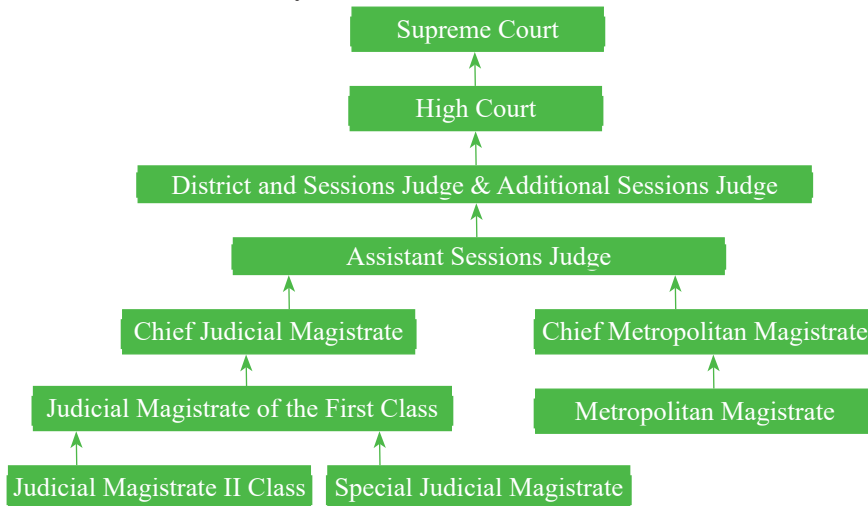 Supreme Court
High Court
District and Sessions Judge & Additional Sessions Judge
Assistant Sessions Judge
Chief Judicial Magistrate
Chief Metropolitan Magistrate
Judicial Magistrate of the First Class
Metropolitan Magistrate
Judicial Magistrate II Class
Special Judicial Magistrate